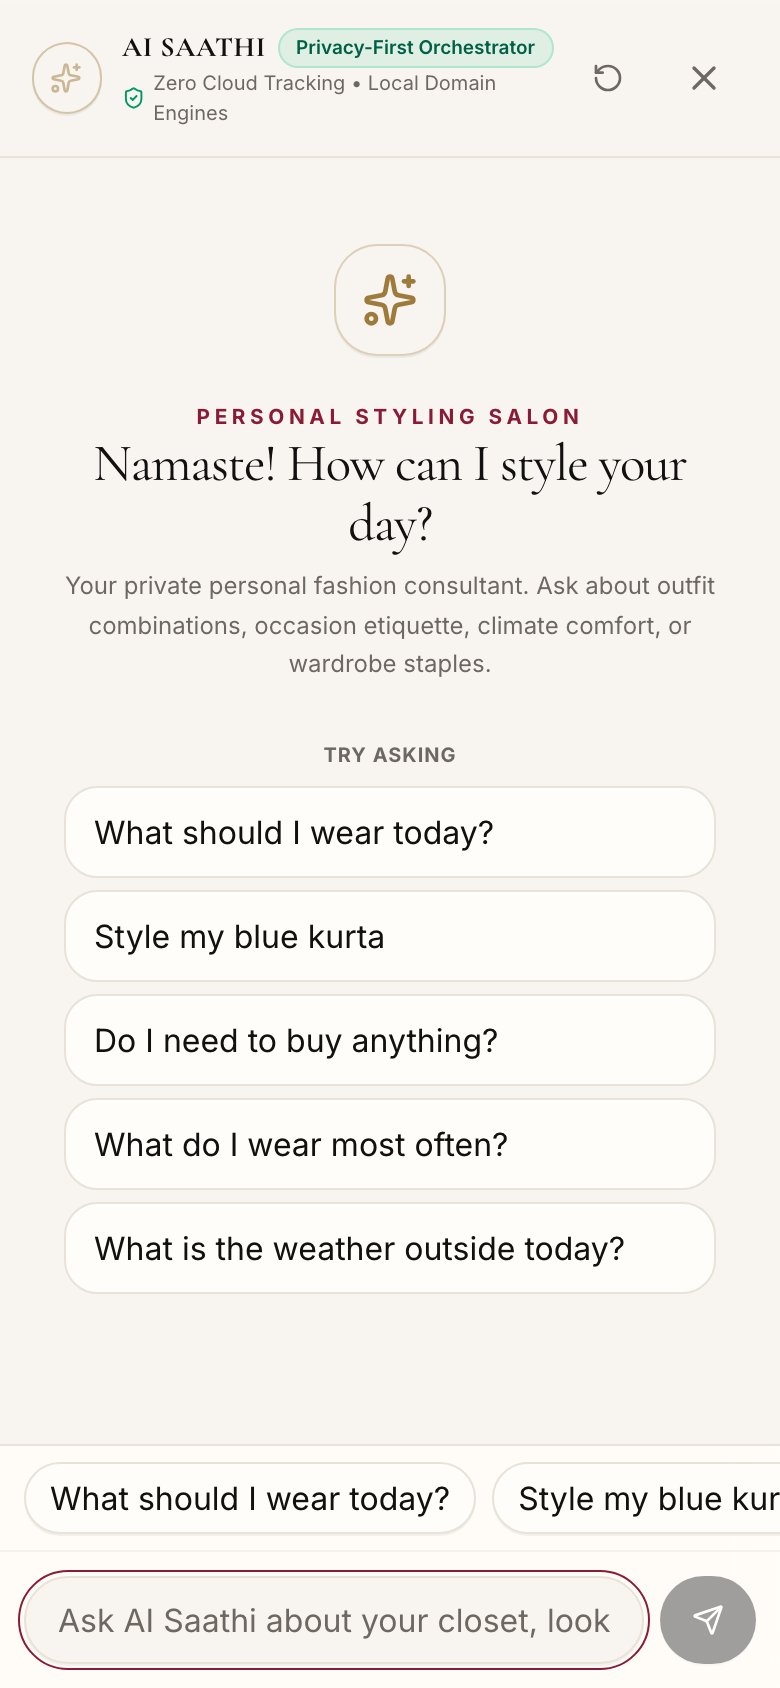 AI SAATHI
Privacy-First Orchestrator
Zero Cloud Tracking • Local Domain
Engines
PERSONAL STYLING SALON
Namaste! How can I style your
day?
Your private personal fashion consultant. Ask about outfit
combinations, occasion etiquette, climate comfort, or
wardrobe staples.
TRY ASKING
What should I wear today?
Style my blue kurta
Do I need to buy anything?
What do I wear most often?
What is the weather outside today?
What should I wear today?
Style my blue kur
Ask AI Saathi about your closet, look